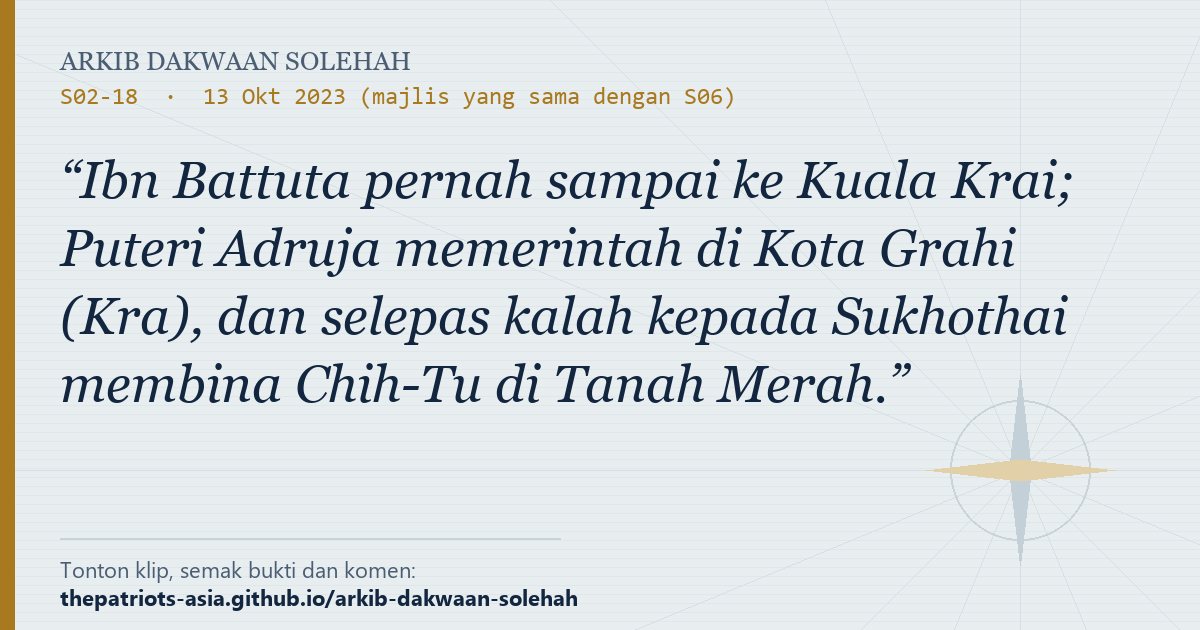 ARKIB DAKWAAN SOLEHAH
S02-18 · 13 Okt 2023 (majlis yang sama dengan S06)
“Ibn Battuta pernah sampai ke Kuala Krai;
Puteri Adruja memerintah di Kota Grahi
(Kra), dan selepas kalah kepada Sukhothai
membina Chih-Tu di Tanah Merah.”
Tonton klip, semak bukti dan komen:
thepatriots-asia.github.io/arkib-dakwaan-solehah